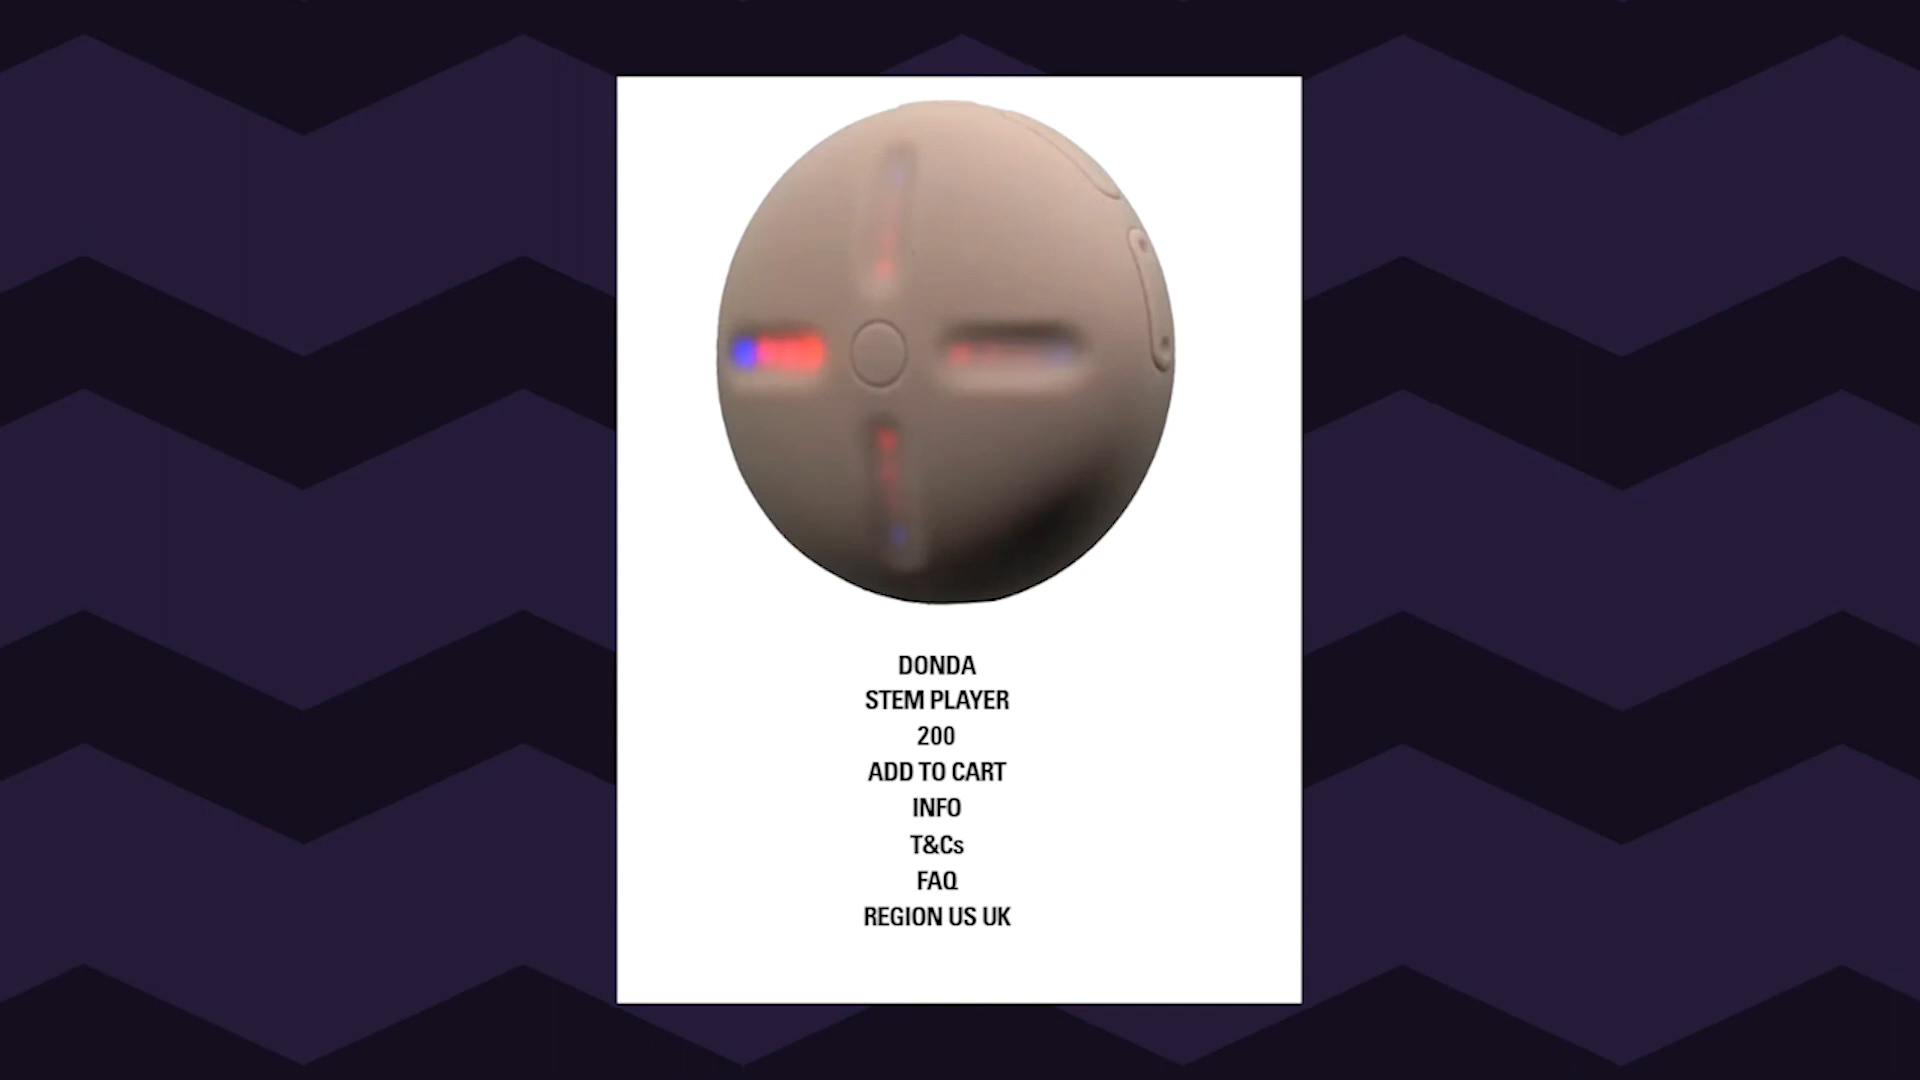 DONDA
STEM PLAYER
200
ADD TO CART
INFO
T&Cs
FAQ
REGION US UK